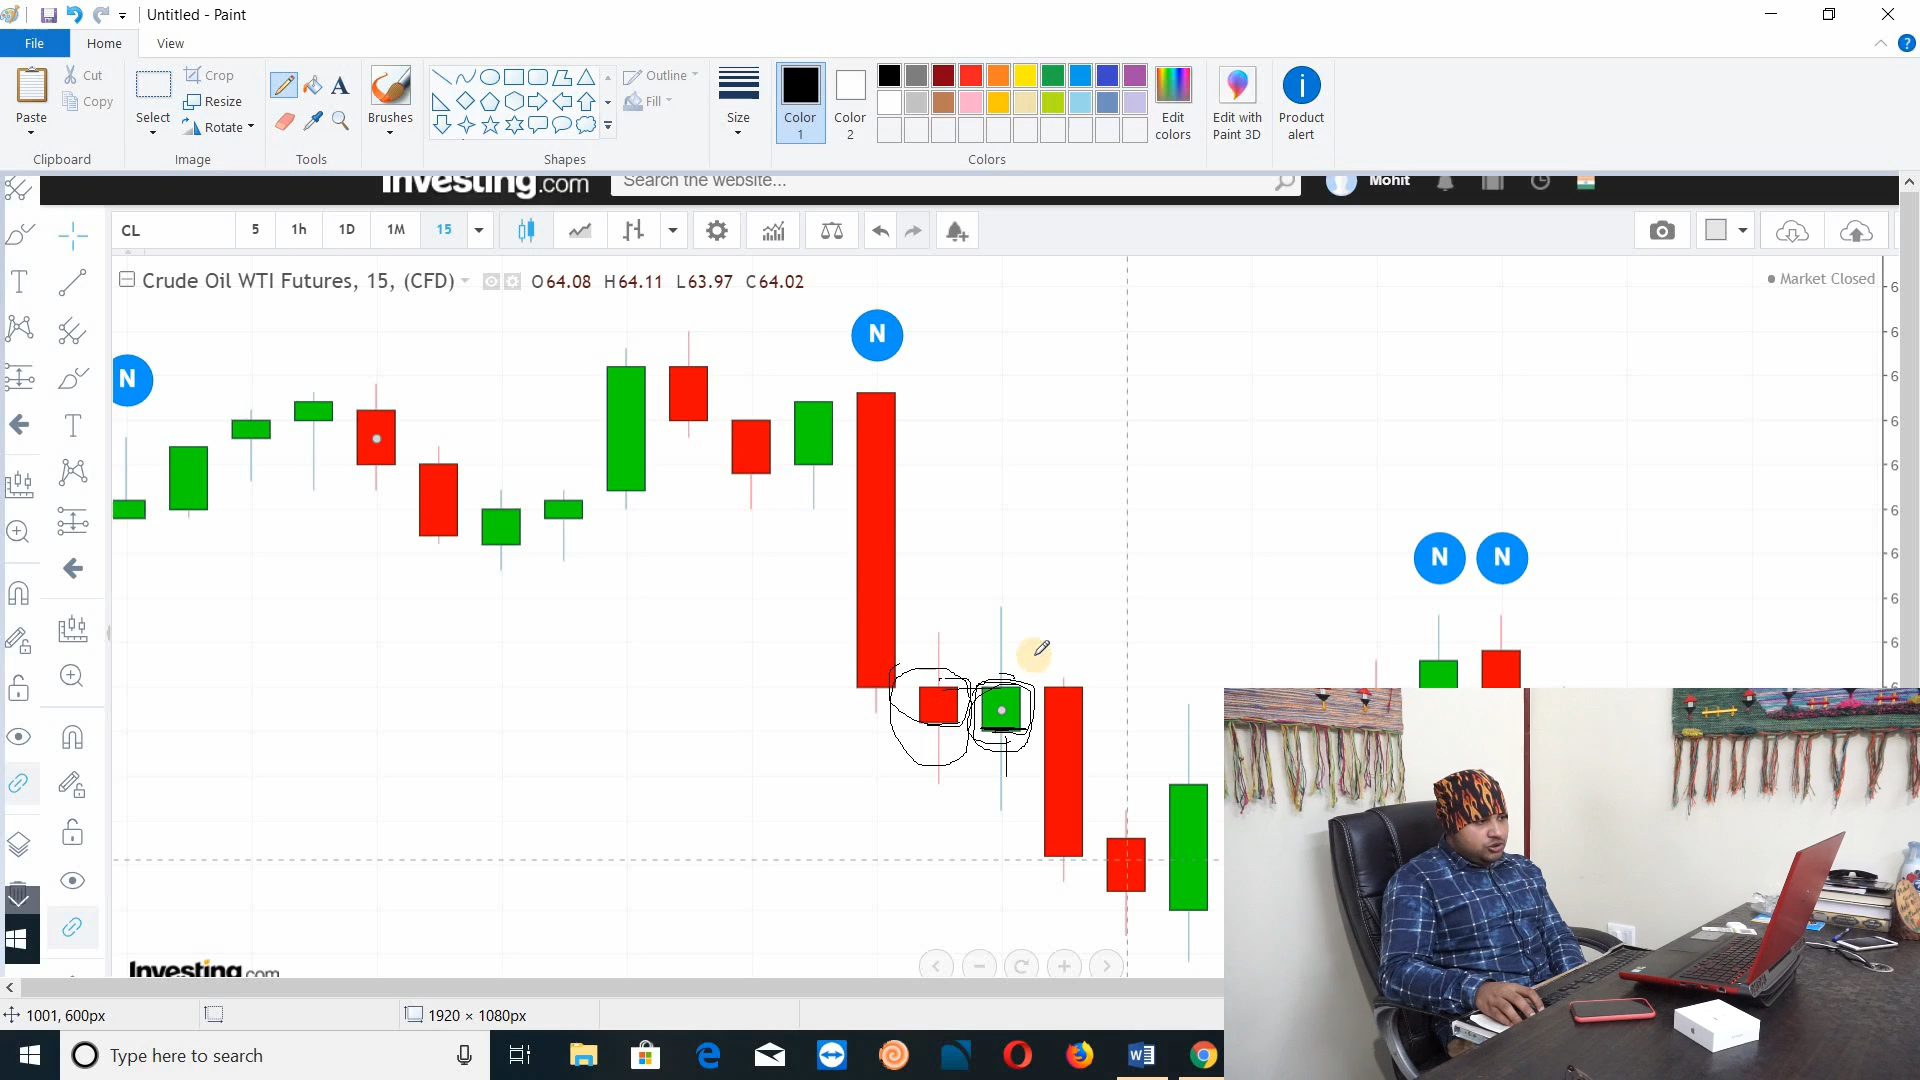 Untitled - Paint
File Home View
Paste
Cut
Copy
Clipboard
Select
Crop
Resize
Rotate
Image
Tools
Brushes
Shapes
Outline
Fill
Size
Color 1
Color 2
Colors
Edit colors
Edit with Paint 3D
Product alert
Investing.com
Search the website...
Mohit
CL 5 1h 1D 1M 15
Crude Oil WTI Futures, 15, (CFD) O64.08 H64.11 L63.97 C64.02
Market Closed
N
N
N
N
Investing.com
1001, 600px
1920 × 1080px
Type here to search